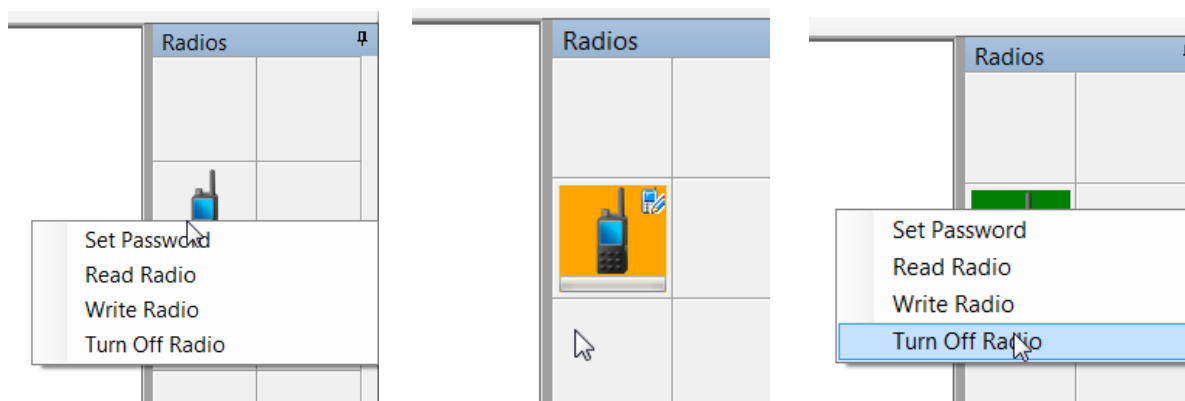 Radios
Set Password
Read Radio
Write Radio
Turn Off Radio
Radios
Radios
Set Password
Read Radio
Write Radio
Turn Off Radio